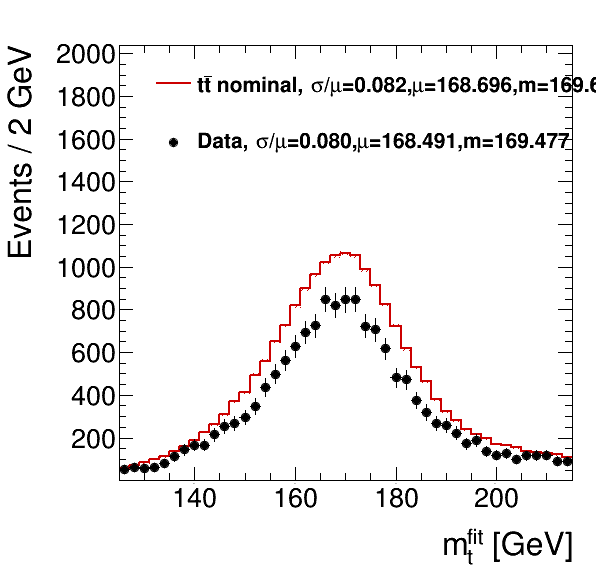 Events / 2 GeV
2000
1800
1600
1400
1200
1000
800
600
400
200
tt̄ nominal, σ/μ=0.082,μ=168.696,m=169.6
Data, σ/μ=0.080,μ=168.491,m=169.477
140 160 180 200
m_t^fit [GeV]